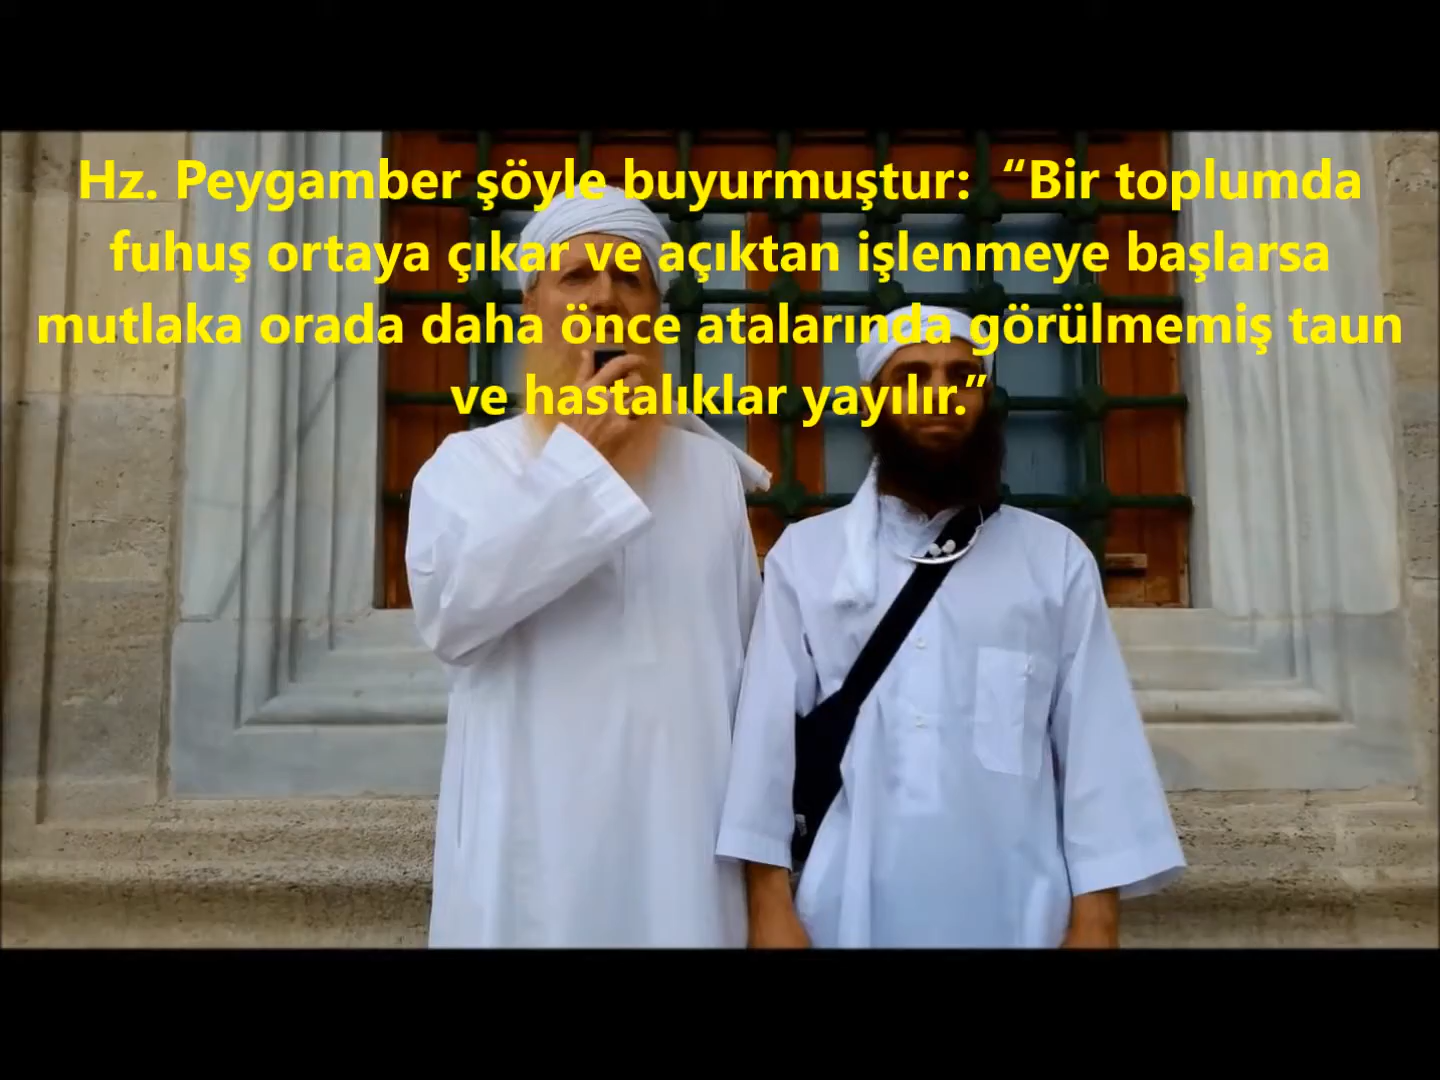 Hz. Peygamber şöyle buyurmuştur:  “Bir toplumda
fuhuş ortaya çıkar ve açıktan işlenmeye başlarsa
mutlaka orada daha önce atalarında görülmemiş taun
ve hastalıklar yayılır.”